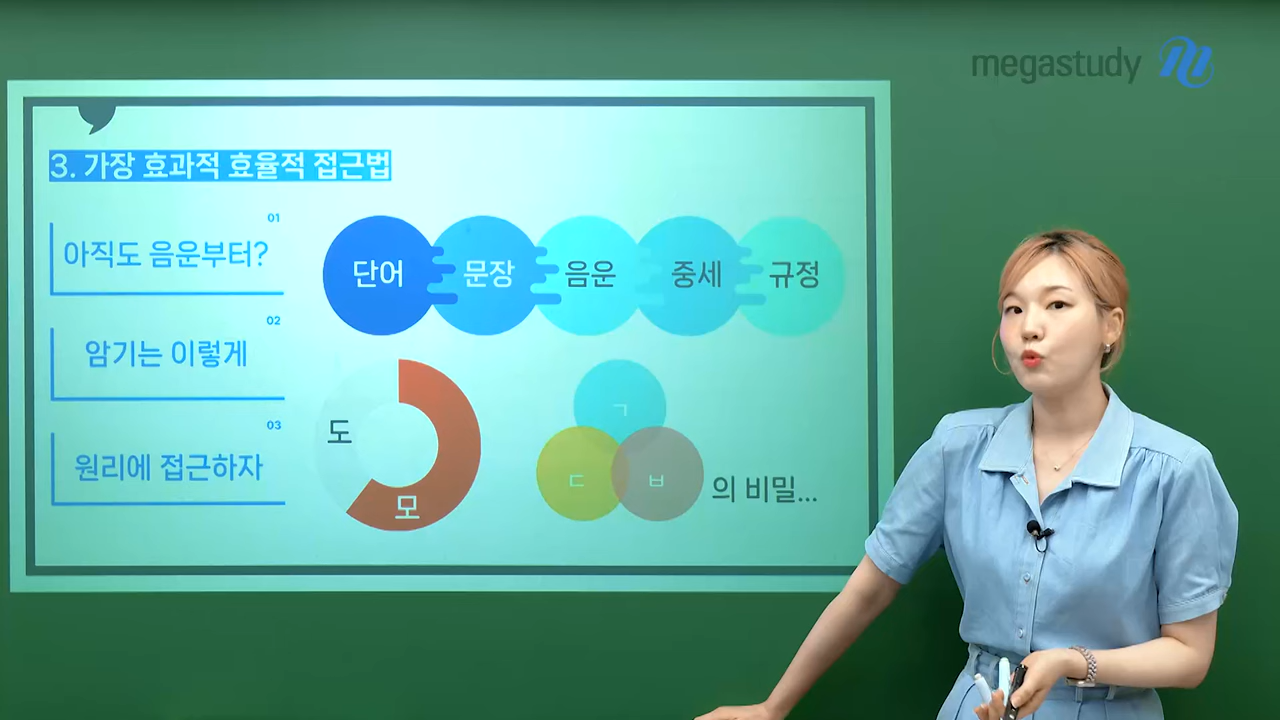 megastudy
3. 가장 효과적 효율적 접근법
01
아직도 음운부터?
02
암기는 이렇게
03
원리에 접근하자
단어 문장 음운 중세 규정
도
모
ㄱ
ㄷ ㅂ 의 비밀...